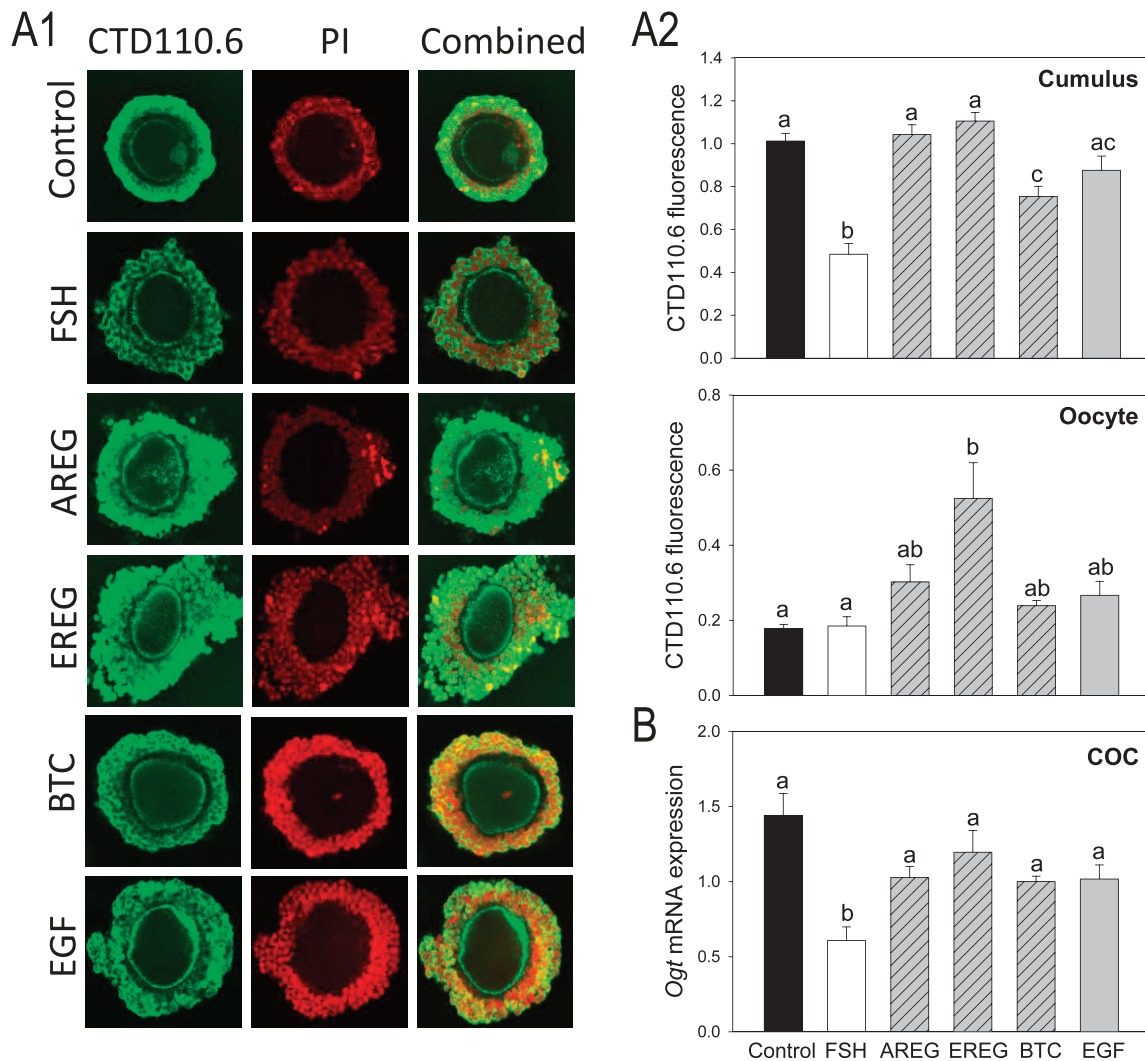 A1
CTD110.6 PI Combined
Control
FSH
AREG
EREG
BTC
EGF
A2
Cumulus
CTD110.6 fluorescence
1.4
1.2
1.0
0.8
0.6
0.4
0.2
0.0
a b a a c ac
Oocyte
CTD110.6 fluorescence
0.8
0.6
0.4
0.2
0.0
a a ab b ab ab
B
COC
Ogt mRNA expression
2.0
1.5
1.0
0.5
0.0
a b a a a a
Control FSH AREG EREG BTC EGF